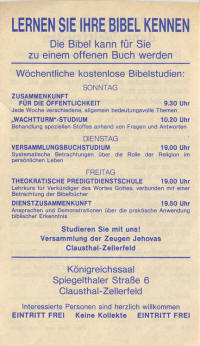 LERNEN SIE IHRE BIBEL KENNEN
Die Bibel kann für Sie
zu einem offenen Buch werden
Wöchentliche kostenlose Bibelstudien:
SONNTAG
ZUSAMMENKUNFT
FÜR DIE ÖFFENTLICHKEIT 9.30 Uhr
Jede Woche verschiedene, allgemein bedeutungsvolle Themen
„WACHTTURM"-STUDIUM 10.20 Uhr
Behandlung speziellen Stoffes anhand von Fragen und Antworten
DIENSTAG
VERSAMMLUNGSBUCHSTUDIUM 19.00 Uhr
Systematische Betrachtungen über die Rolle der Religion im
persönlichen Leben
FREITAG
THEOKRATISCHE PREDIGTDIENSTSCHULE 19.00 Uhr
Lehrkurs für Verkündiger des Wortes Gottes, verbunden mit einer
Betrachtung der Bibelbücher
DIENSTZUSAMMENKUNFT 19.50 Uhr
Ansprachen und Demonstrationen über die praktische Anwendung
biblischer Erkenntnis
Studieren Sie mit uns!
Versammlung der Zeugen Jehovas
Clausthal-Zellerfeld
Königreichssaal
Spiegelthaler Straße 6
Clausthal-Zellerfeld
Interessierte Personen sind herzlich willkommen
EINTRITT FREI Keine Kollekte EINTRITT FREI